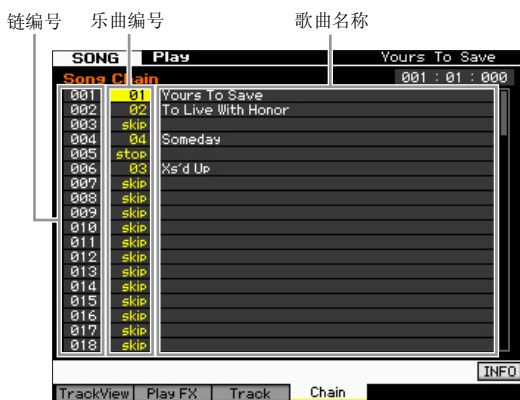 链编号 乐曲编号 歌曲名称
SONG Play Yours To Save
Song Chain 001 : 01 : 000
001 01 Yours To Save
002 02 To Live With Honor
003 skip
004 04 Someday
005 stop
006 03 Xs'd Up
007 skip
008 skip
009 skip
010 skip
011 skip
012 skip
013 skip
014 skip
015 skip
016 skip
017 skip
018 skip
INFO
TrackView Play FX Track Chain